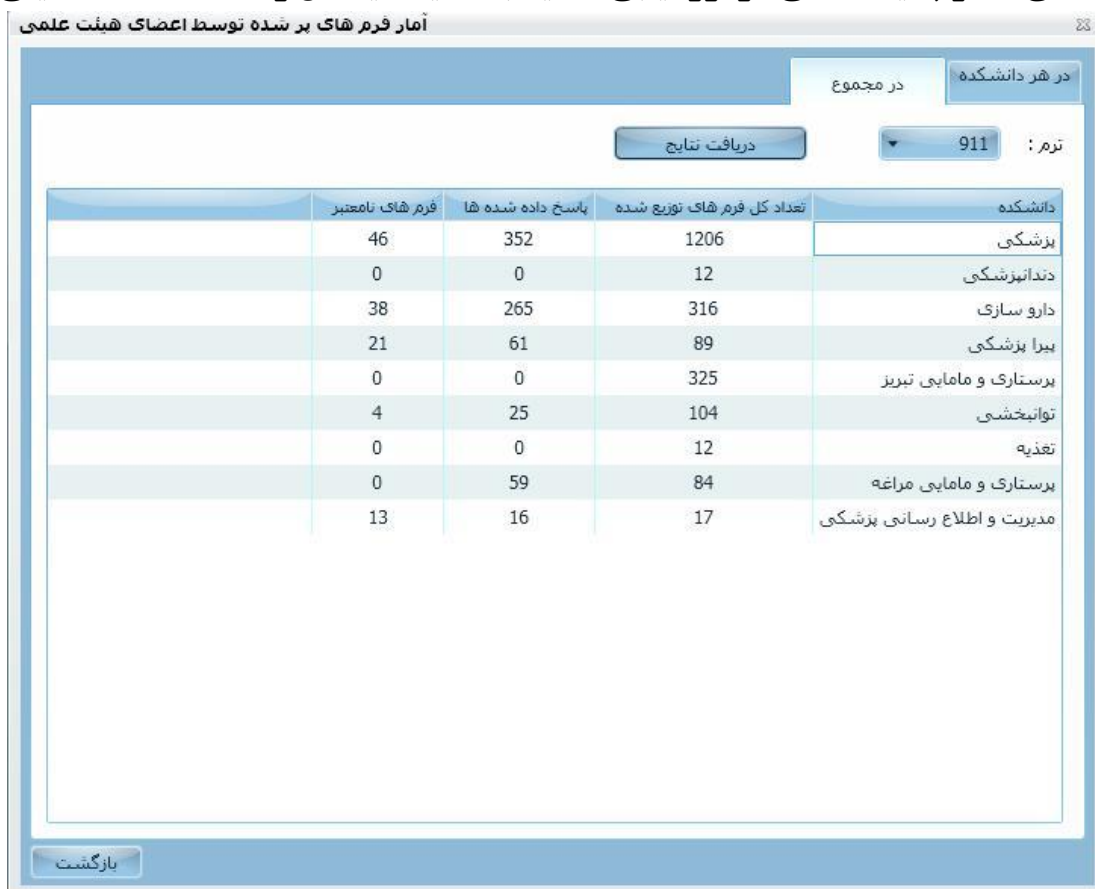 آمار فرم های پر شده توسط اعضای هیئت علمی
در هر دانشکده در مجموع
ترم : 911 دریافت نتایج
دانشکده تعداد کل فرم های توزیع شده پاسخ داده شده ها فرم های نامعتبر
پزشکی 1206 352 46
دندانپزشکی 12 0 0
دارو سازی 316 265 38
پیرا پزشکی 89 61 21
پرستاری و مامایی تبریز 325 0 0
توانبخشی 104 25 4
تغذیه 12 0 0
پرستاری و مامایی مراغه 84 59 0
مدیریت و اطلاع رسانی پزشکی 17 16 13
بازگشت